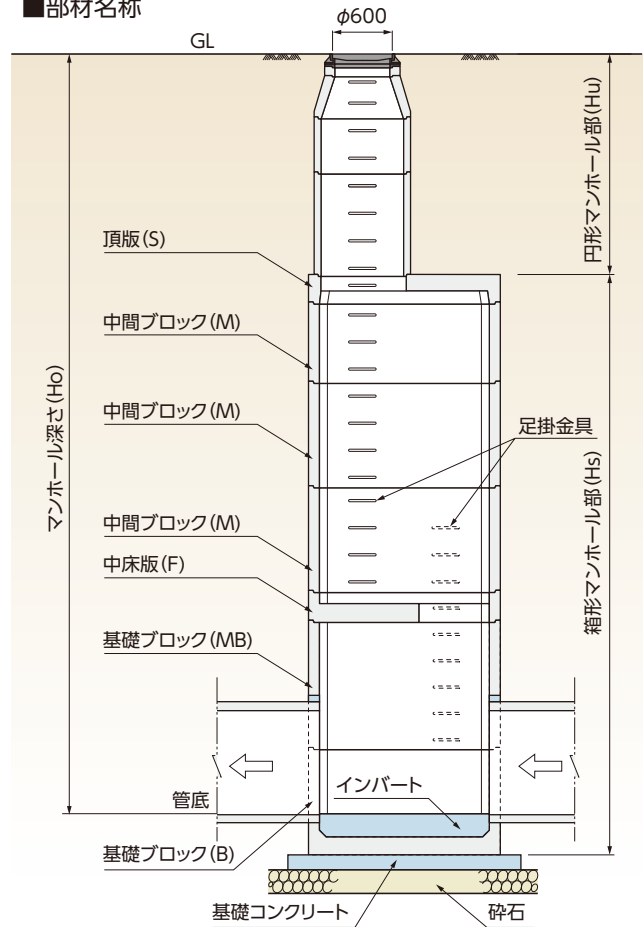 ■部材名称
φ600
GL
円形マンホール部(Hu)
頂版(S)
中間ブロック(M)
中間ブロック(M)
足掛金具
マンホール深さ(Ho)
箱形マンホール部(Hs)
中間ブロック(M)
中床版(F)
基礎ブロック(MB)
インバート
管底
基礎ブロック(B)
基礎コンクリート
砕石